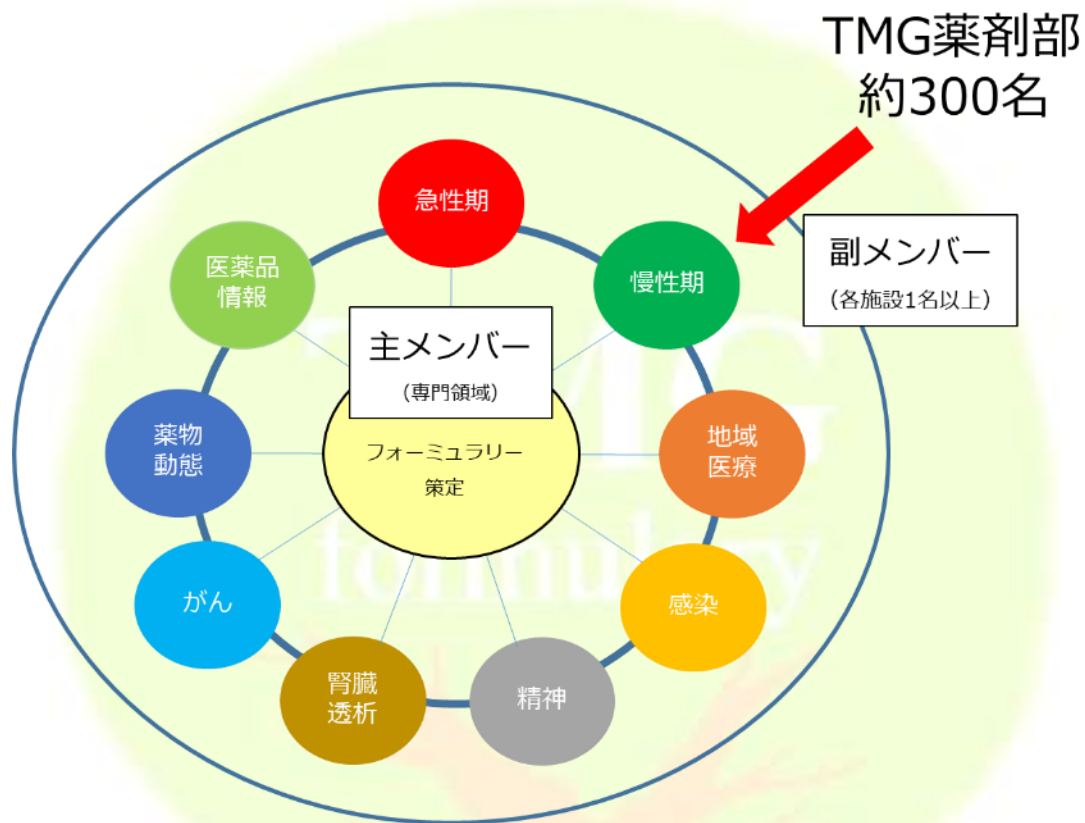 TMG薬剤部
約300名
急性期
医薬品
情報
慢性期
副メンバー
(各施設1名以上)
主メンバー
(専門領域)
薬物
動態
フォーミュラリー
策定
地域
医療
がん
感染
腎臓
透析
精神
TMG
formulary